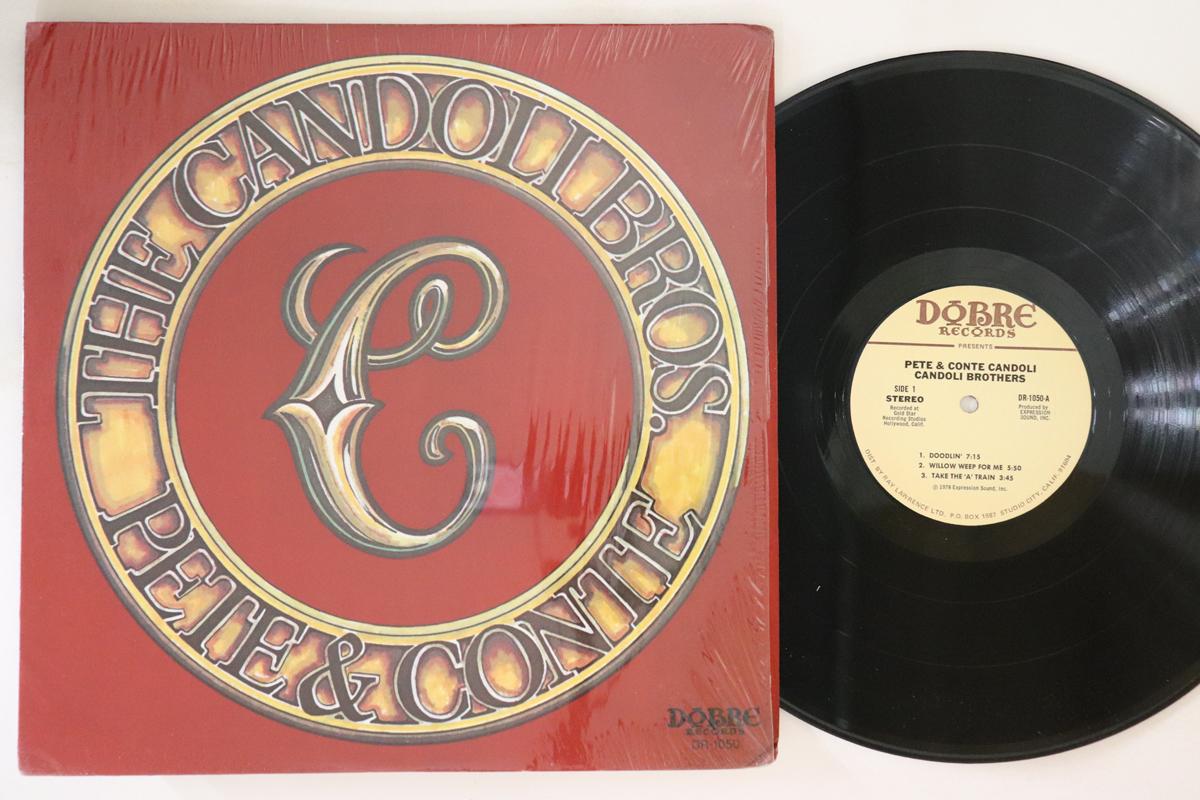 THE CANDOLI BROS.
PETE & CONTE
DOBRE
RECORDS
DR-1050
DOBRE
RECORDS
PRESENTS
PETE & CONTE CANDOLI
CANDOLI BROTHERS
SIDE 1
STEREO
Recorded at
Gold Star
Recording Studios
Hollywood, Calif.
DR-1050-A
Produced by
EXPRESSION
SOUND, INC.
1. DOODLIN' 7:15
2. WILLOW WEEP FOR ME 5:50
3. TAKE THE 'A' TRAIN 3:45
℗ 1978 Expression Sound, Inc.
DIST. BY RAY LAWRENCE LTD. P.O. BOX 1987 STUDIO CITY, CALIF. 91604